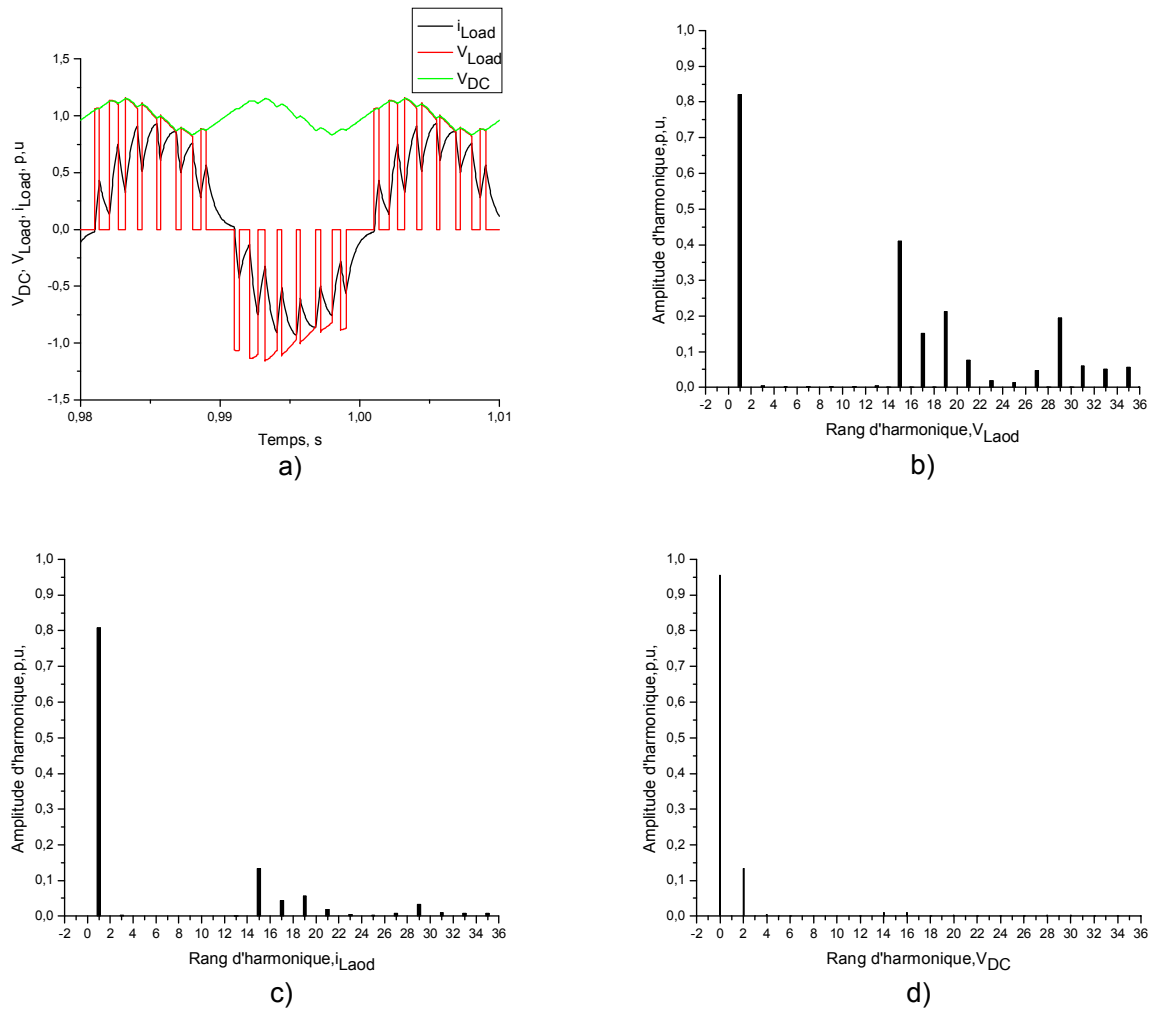 i_Load
V_Load
V_DC
1,5
1,0
0,5
0,0
-0,5
-1,0
-1,5
0,98
0,99
1,00
1,01
V_DC, V_Load, i_Load, p,u
Temps, s
a)
1,0
0,9
0,8
0,7
0,6
0,5
0,4
0,3
0,2
0,1
0,0
-2 0 2 4 6 8 10 12 14 16 18 20 22 24 26 28 30 32 34 36
Amplitude d'harmonique,p,u,
Rang d'harmonique,V_Laod
b)
1,0
0,9
0,8
0,7
0,6
0,5
0,4
0,3
0,2
0,1
0,0
-2 0 2 4 6 8 10 12 14 16 18 20 22 24 26 28 30 32 34 36
Amplitude d'harmonique,p,u,
Rang d'harmonique,i_Laod
c)
1,0
0,9
0,8
0,7
0,6
0,5
0,4
0,3
0,2
0,1
0,0
-2 0 2 4 6 8 10 12 14 16 18 20 22 24 26 28 30 32 34 36
Amplitude d'harmonique,p,u,
Rang d'harmonique,V_DC
d)